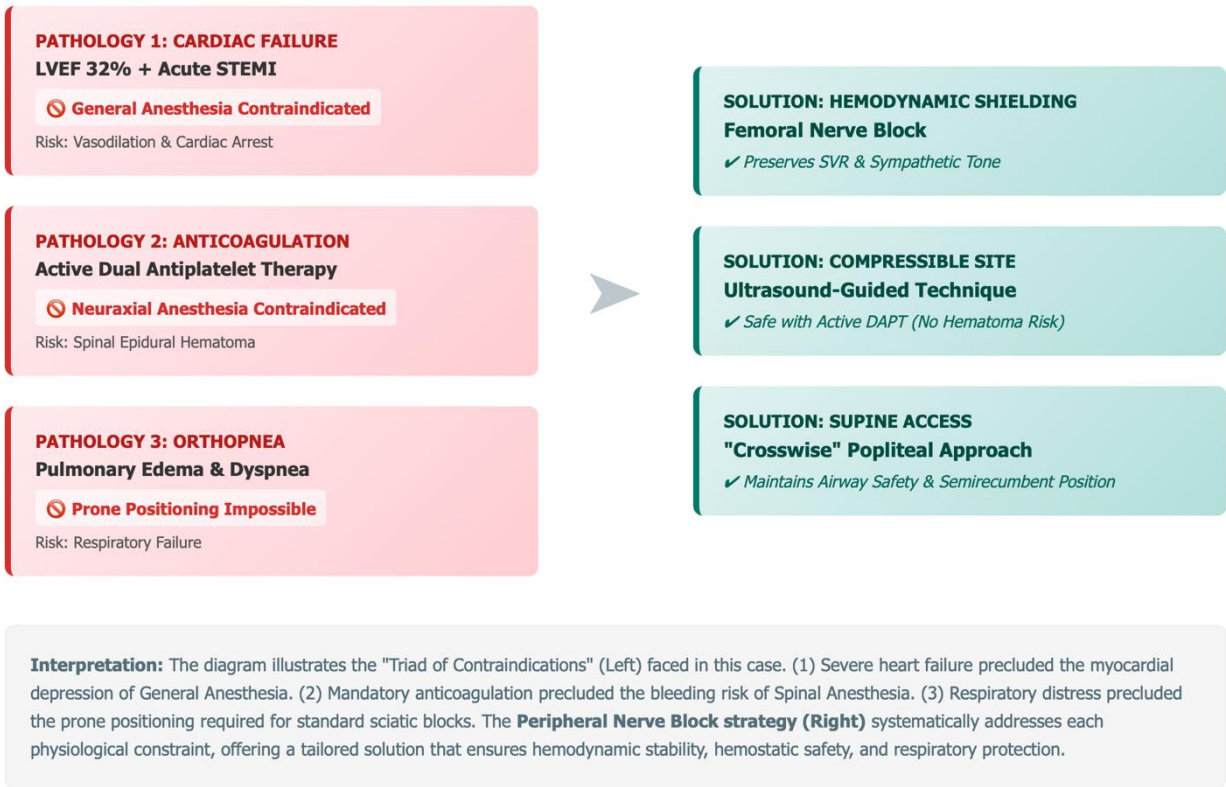 PATHOLOGY 1: CARDIAC FAILURE
LVEF 32% + Acute STEMI
🚫 General Anesthesia Contraindicated
Risk: Vasodilation & Cardiac Arrest
PATHOLOGY 2: ANTICOAGULATION
Active Dual Antiplatelet Therapy
🚫 Neuraxial Anesthesia Contraindicated
Risk: Spinal Epidural Hematoma
PATHOLOGY 3: ORTHOPNEA
Pulmonary Edema & Dyspnea
🚫 Prone Positioning Impossible
Risk: Respiratory Failure
SOLUTION: HEMODYNAMIC SHIELDING
Femoral Nerve Block
✔ Preserves SVR & Sympathetic Tone
SOLUTION: COMPRESSIBLE SITE
Ultrasound-Guided Technique
✔ Safe with Active DAPT (No Hematoma Risk)
SOLUTION: SUPINE ACCESS
"Crosswise" Popliteal Approach
✔ Maintains Airway Safety & Semirecumbent Position
Interpretation: The diagram illustrates the "Triad of Contraindications" (Left) faced in this case. (1) Severe heart failure precluded the myocardial
depression of General Anesthesia. (2) Mandatory anticoagulation precluded the bleeding risk of Spinal Anesthesia. (3) Respiratory distress precluded
the prone positioning required for standard sciatic blocks. The Peripheral Nerve Block strategy (Right) systematically addresses each
physiological constraint, offering a tailored solution that ensures hemodynamic stability, hemostatic safety, and respiratory protection.